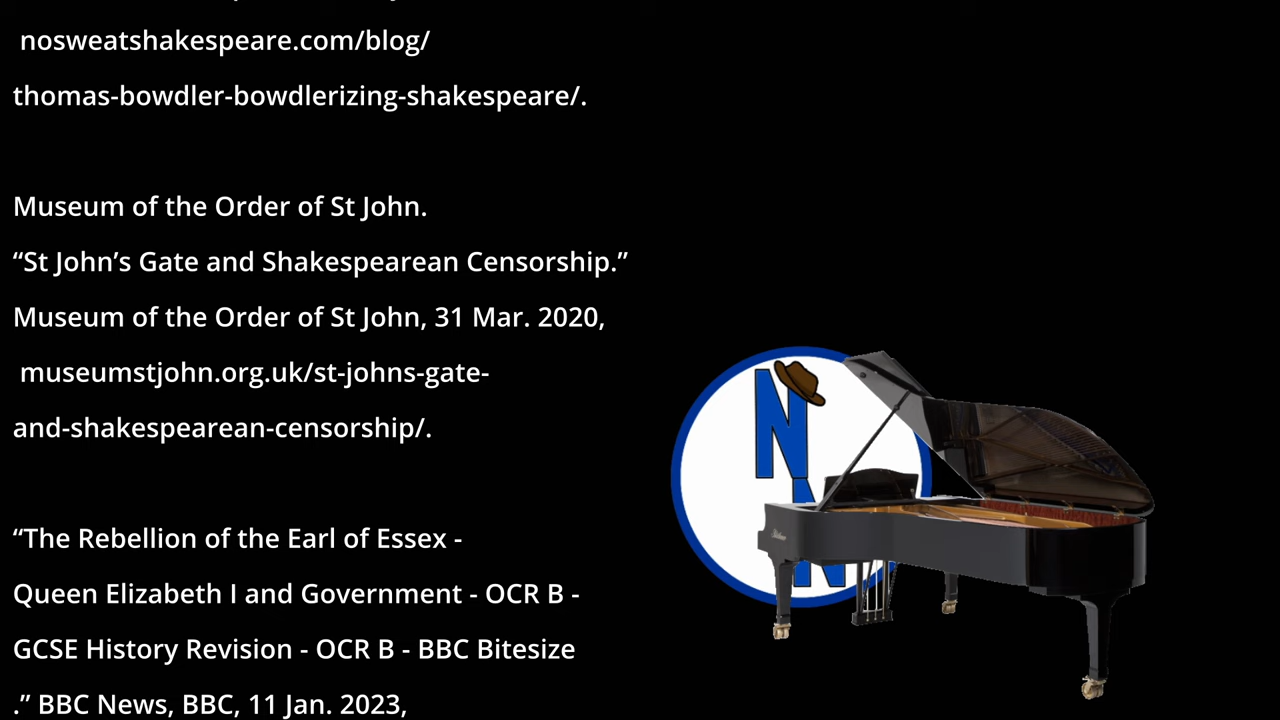 nosweatshakespeare.com/blog/
thomas-bowdler-bowdlerizing-shakespeare/.
Museum of the Order of St John.
“St John’s Gate and Shakespearean Censorship.”
Museum of the Order of St John, 31 Mar. 2020,
museumstjohn.org.uk/st-johns-gate-
and-shakespearean-censorship/.
“The Rebellion of the Earl of Essex -
Queen Elizabeth I and Government - OCR B -
GCSE History Revision - OCR B - BBC Bitesize
.” BBC News, BBC, 11 Jan. 2023,
N
N